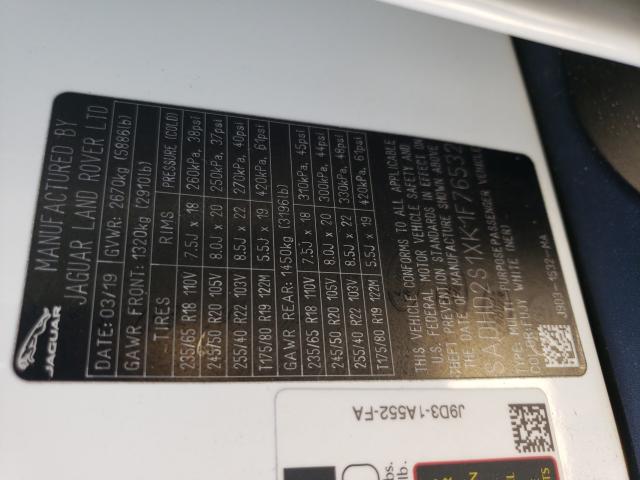 JAGUAR
MANUFACTURED BY
JAGUAR LAND ROVER LTD
DATE: 03/19 GVWR: 2670kg (5886lb)
GAWR FRONT: 1320kg (2910lb)
TIRES RIMS PRESSURE (COLD)
235/65 R18 110V 7.5J x 18 260kPa, 38psi
245/50 R20 105V 8.0J x 20 250kPa, 37psi
255/40 R22 103V 8.5J x 22 270kPa, 40psi
T175/80 R19 122M 5.5J x 19 420kPa, 61psi
GAWR REAR: 1450kg (3196lb)
235/65 R18 110V 7.5J x 18 310kPa, 45psi
245/50 R20 105V 8.0J x 20 300kPa, 44psi
255/40 R22 103V 8.5J x 22 330kPa, 48psi
T175/80 R19 122M 5.5J x 19 420kPa, 61psi
THIS VEHICLE CONFORMS TO ALL APPLICABLE
FEDERAL MOTOR VEHICLE SAFETY AND
THEFT PREVENTION STANDARDS IN EFFECT ON
THE DATE OF MANUFACTURE SHOWN ABOVE
SADHD2S1XK1F76532
TYPE: MULTI-PURPOSE PASSENGER VEHICLE
WHITE (NER)
J9D3-1A552-FA
lb.